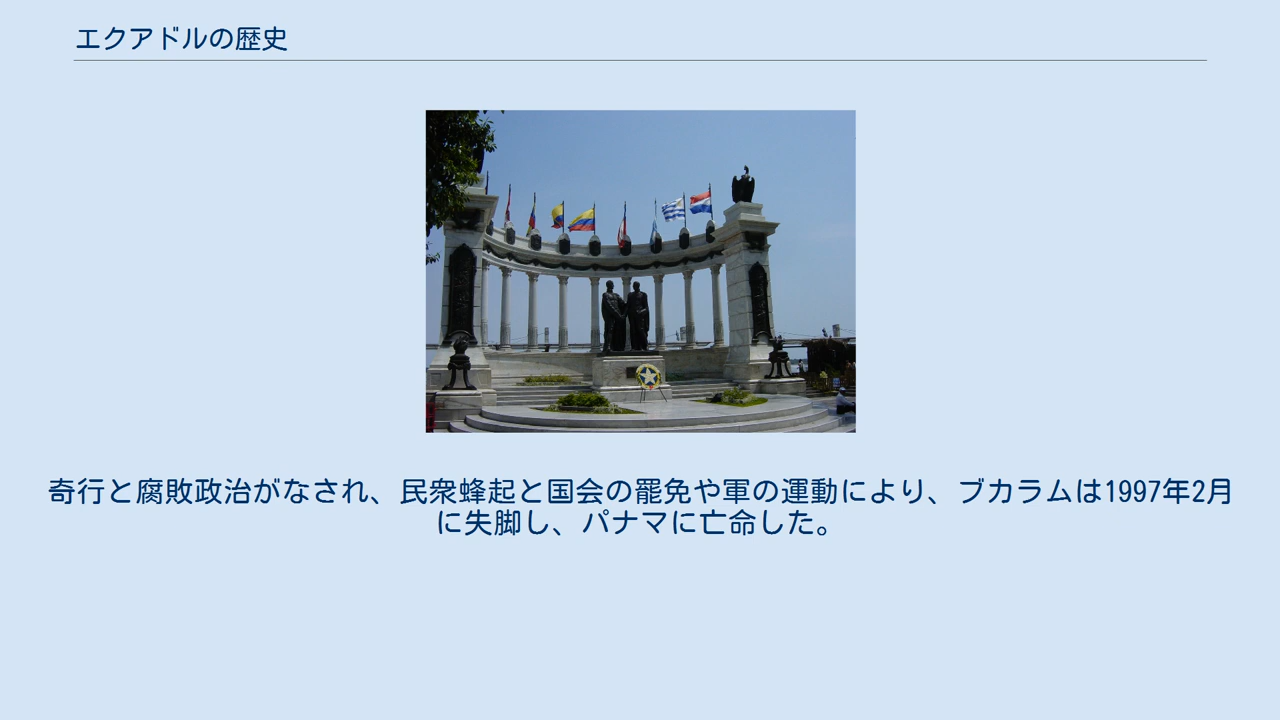 エクアドルの歴史
奇行と腐敗政治がなされ、民衆蜂起と国会の罷免や軍の運動により、ブカラムは1997年2月
に失脚し、パナマに亡命した。